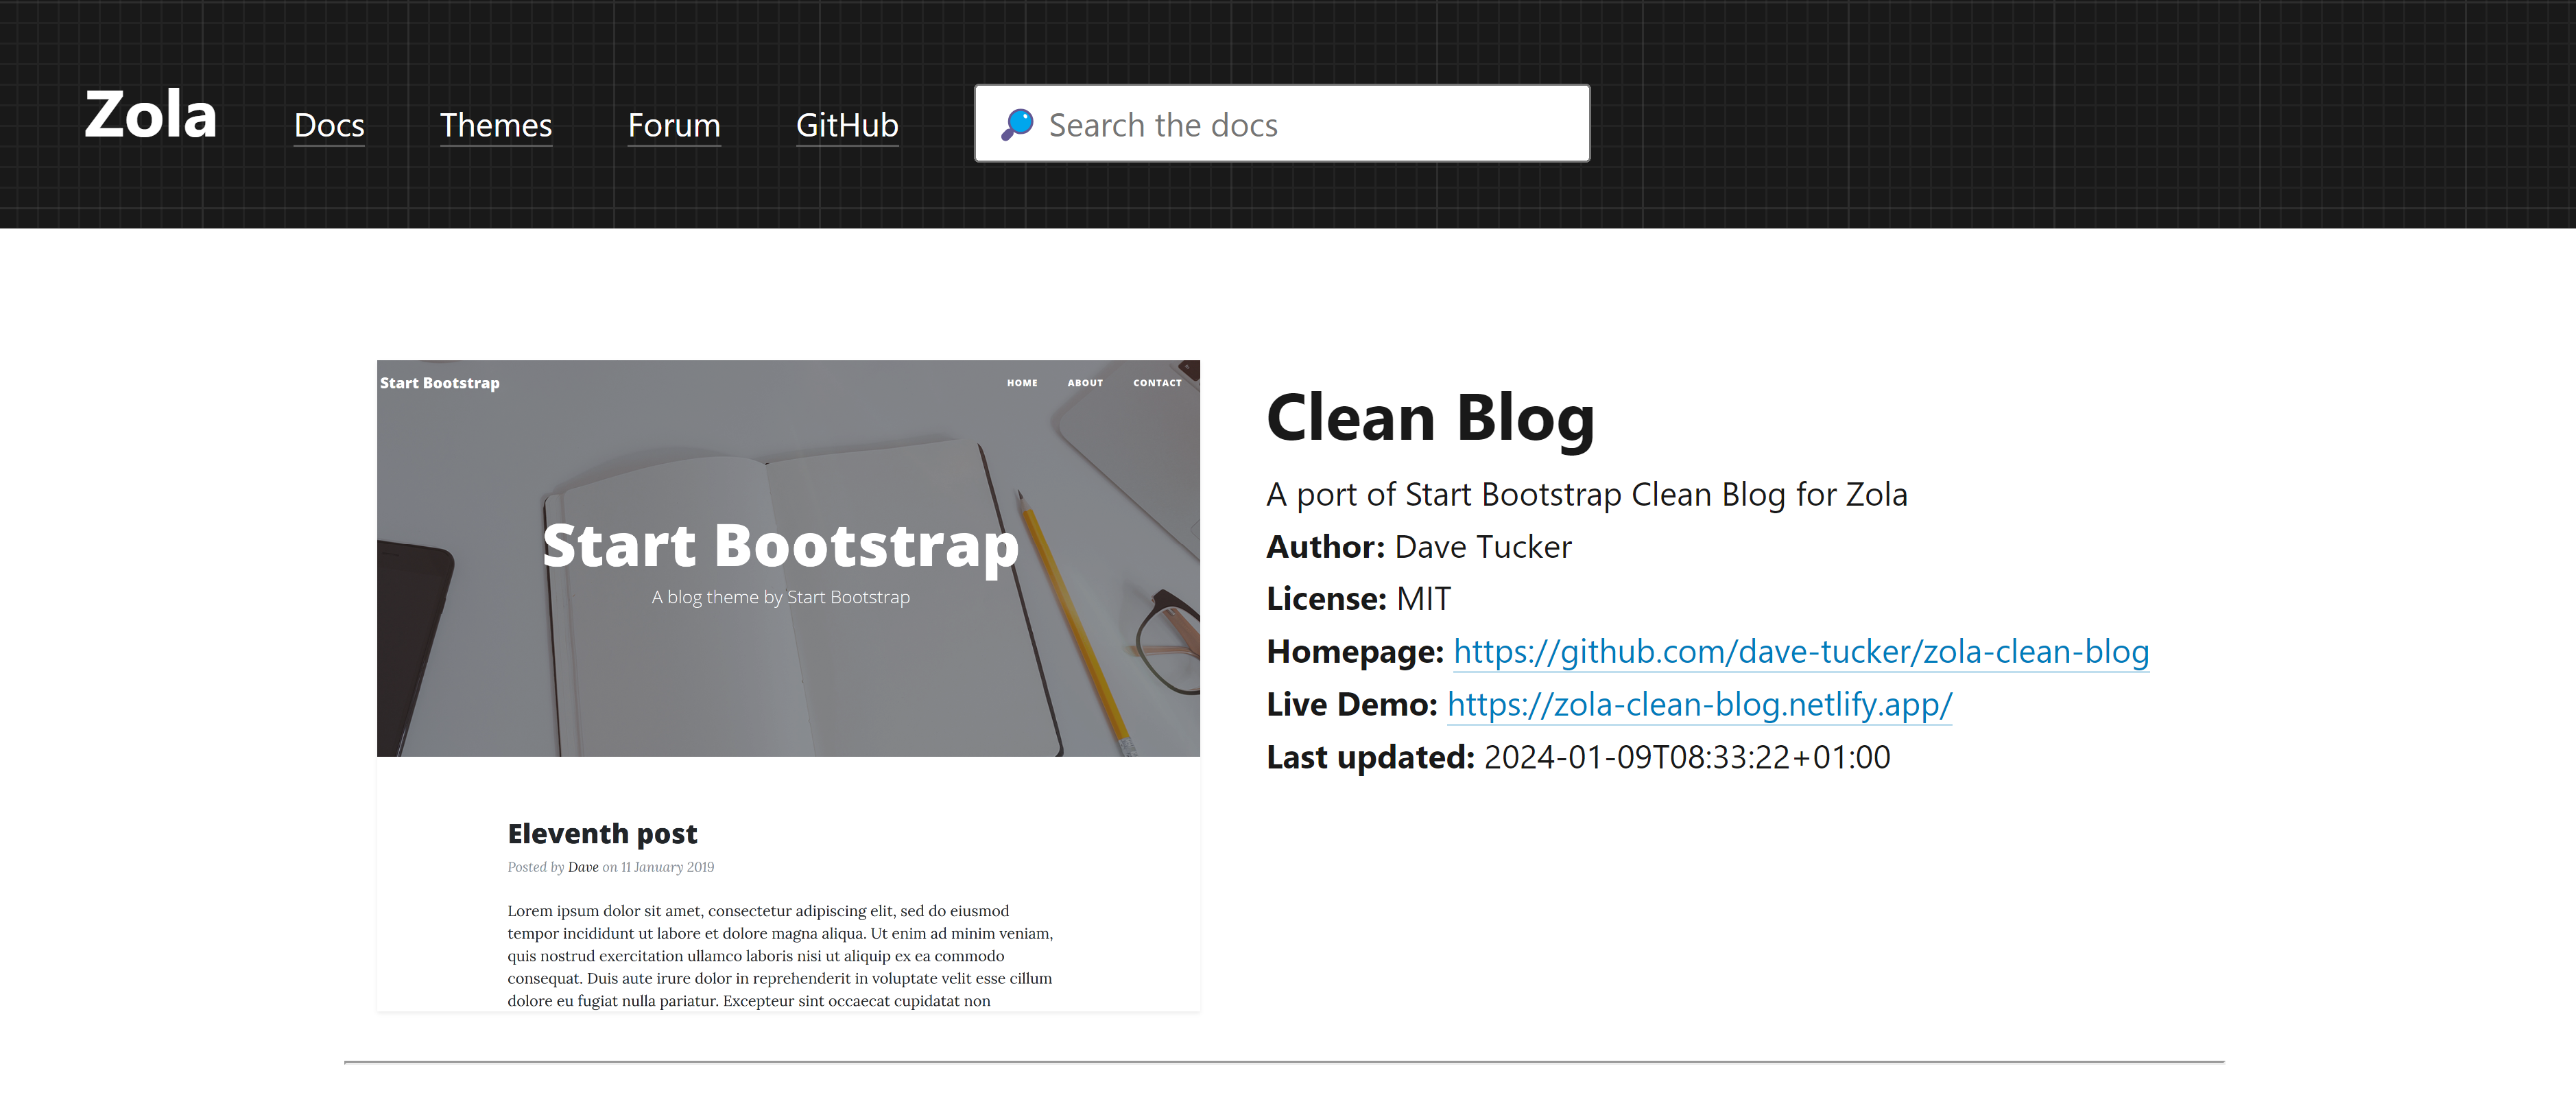 Zola
Docs
Themes
Forum
GitHub
Search the docs
Start Bootstrap
HOME
ABOUT
CONTACT
Start Bootstrap
A blog theme by Start Bootstrap
Eleventh post
Posted by Dave on 11 January 2019
Lorem ipsum dolor sit amet, consectetur adipiscing elit, sed do eiusmod
tempor incididunt ut labore et dolore magna aliqua. Ut enim ad minim veniam,
quis nostrud exercitation ullamco laboris nisi ut aliquip ex ea commodo
consequat. Duis aute irure dolor in reprehenderit in voluptate velit esse cillum
dolore eu fugiat nulla pariatur. Excepteur sint occaecat cupidatat non
Clean Blog
A port of Start Bootstrap Clean Blog for Zola
Author: Dave Tucker
License: MIT
Homepage: https://github.com/dave-tucker/zola-clean-blog
Live Demo: https://zola-clean-blog.netlify.app/
Last updated: 2024-01-09T08:33:22+01:00